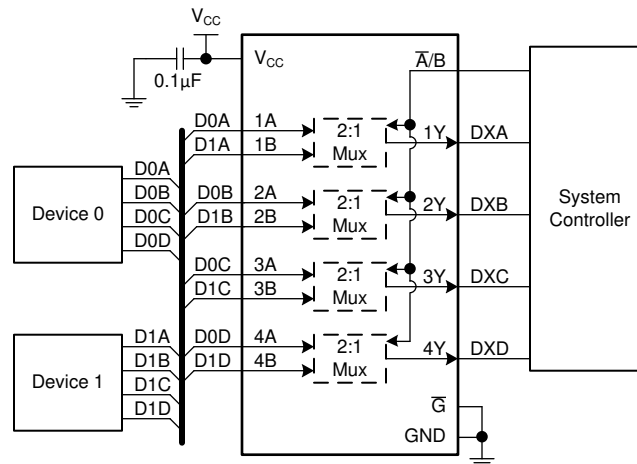 V_CC
0.1µF
V_CC
A̅/B
D0A 1A
D1A 1B
2:1
Mux
1Y DXA
D0B 2A
D1B 2B
2:1
Mux
2Y DXB
D0C 3A
D1C 3B
2:1
Mux
3Y DXC
D0D 4A
D1D 4B
2:1
Mux
4Y DXD
G̅
GND
Device 0
D0A
D0B
D0C
D0D
Device 1
D1A
D1B
D1C
D1D
System
Controller